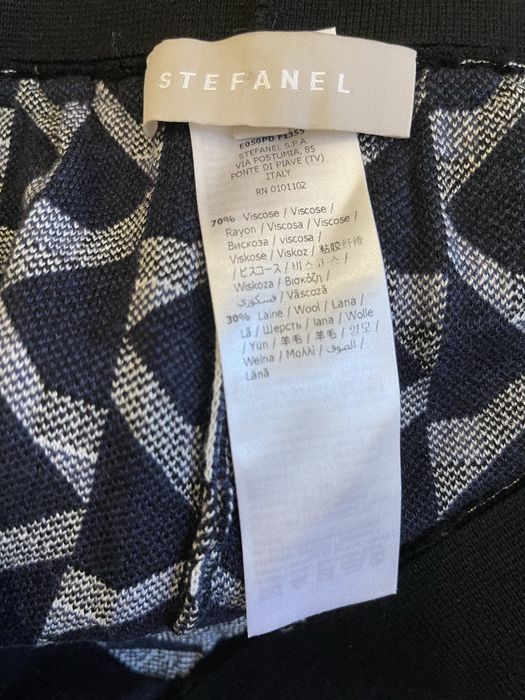 STEFANEL
E050PD F1355
STEFANEL S.P.A.
VIA POSTUMIA, 85
PONTE DI PIAVE (TV)
ITALY
RN 0101102
70% Viscose / Viscose /
Rayon / Viscosa / Viscose /
Вискоза / viscosa /
Viskose / Viskoz / 粘胶纤维
/ ビスコース / 비스코스 /
Wiskoza / Βισκόζη /
فسكوزي / Vâscoză
30% Laine / Wool / Lana /
Lã / Шерсть / lana / Wolle
/ Yün / 羊毛 / 羊毛 / 양모 /
Wełna / Μαλλί / الصوف /
Lână